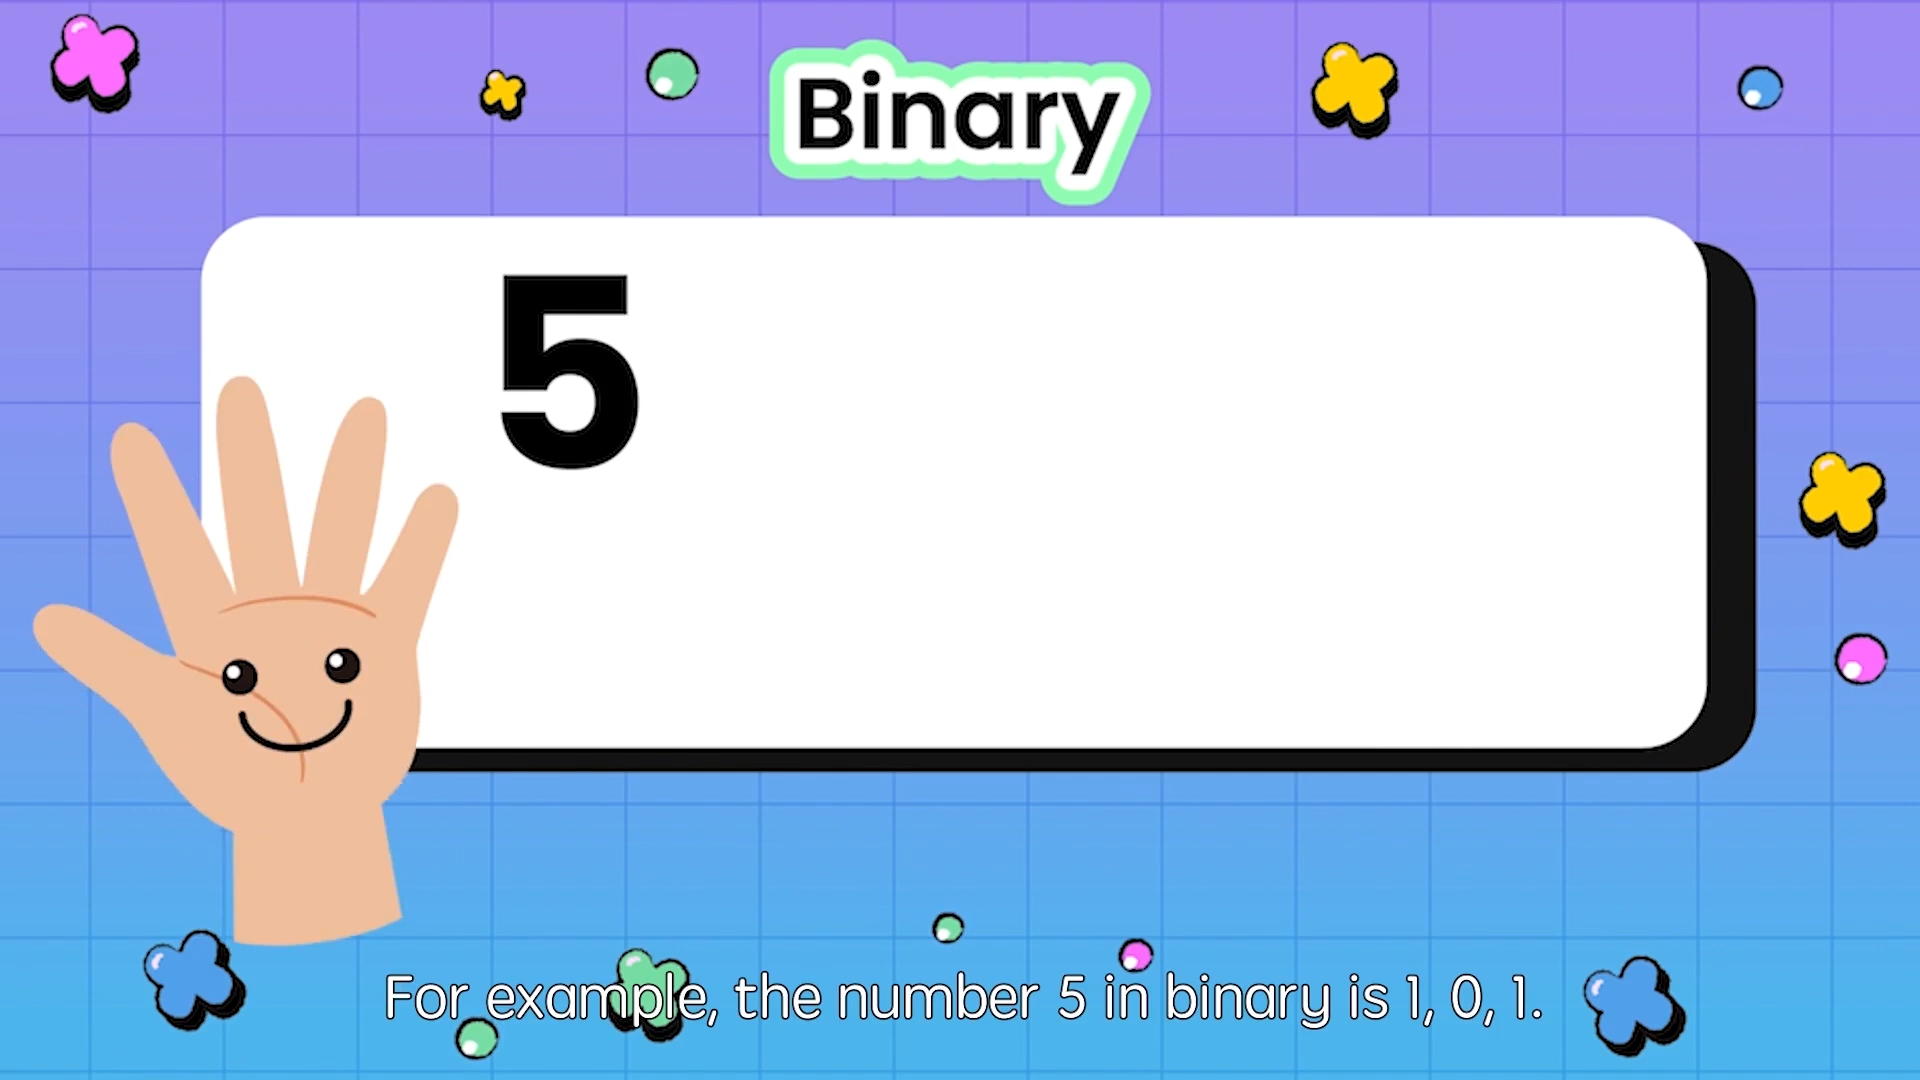 Binary
5
For example, the number 5 in binary is 1, 0, 1.